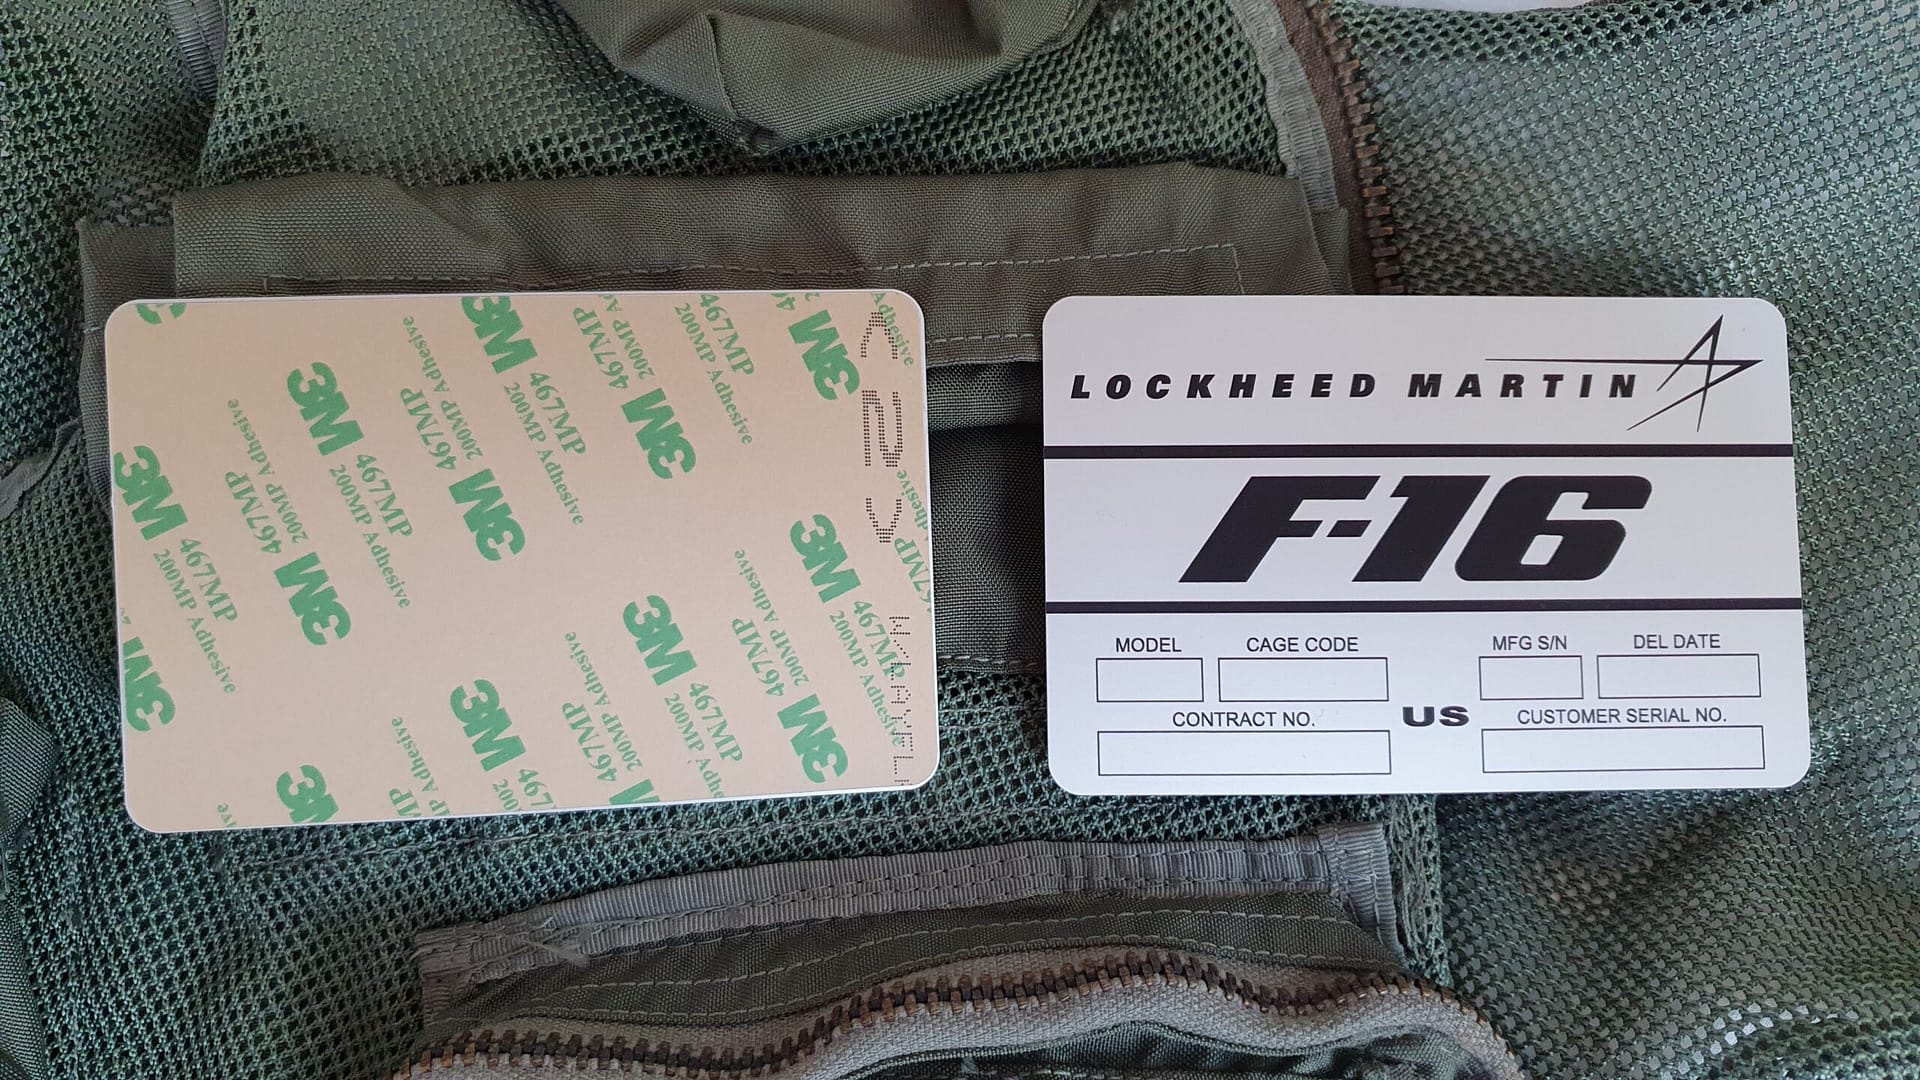 3M
467MP
200MP Adhesive
LOCKHEED MARTIN
F-16
MODEL
CAGE CODE
MFG S/N
DEL DATE
CONTRACT NO.
US
CUSTOMER SERIAL NO.